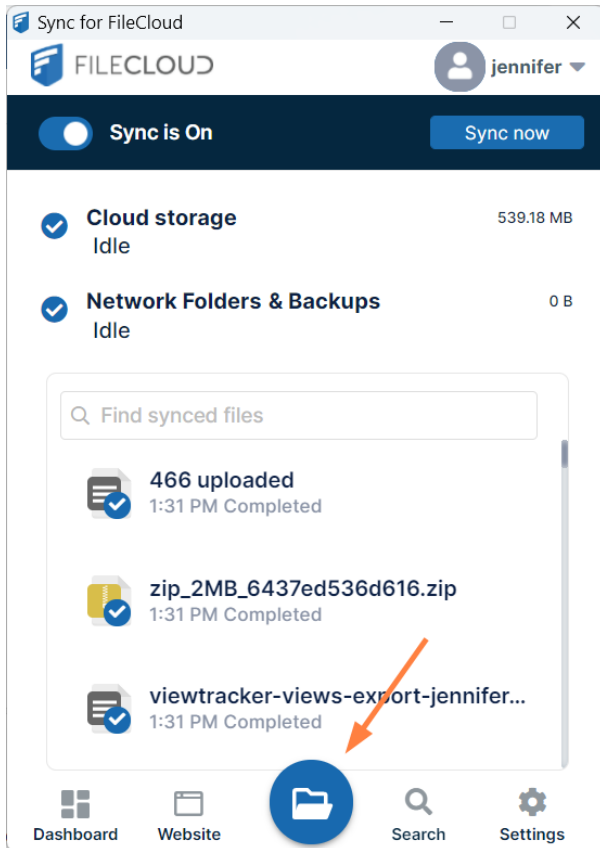 Sync for FileCloud
FILECLOUD
jennifer
Sync is On
Sync now
Cloud storage
539.18 MB
Idle
Network Folders & Backups
0 B
Idle
Find synced files
466 uploaded
1:31 PM Completed
zip_2MB_6437ed536d616.zip
1:31 PM Completed
viewtracker-views-export-jennifer...
1:31 PM Completed
Dashboard
Website
Search
Settings